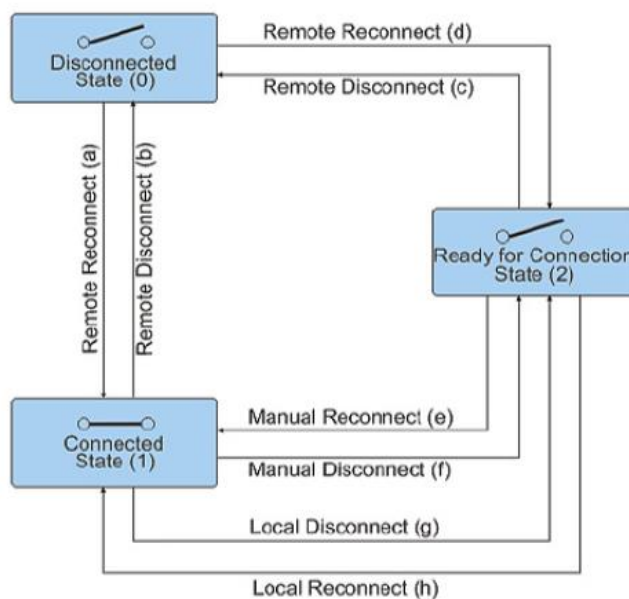 Remote Reconnect (d)
Disconnected
State (0)
Remote Disconnect (c)
Remote Reconnect (a)
Remote Disconnect (b)
Ready for Connection
State (2)
Manual Reconnect (e)
Connected
State (1)
Manual Disconnect (f)
Local Disconnect (g)
Local Reconnect (h)